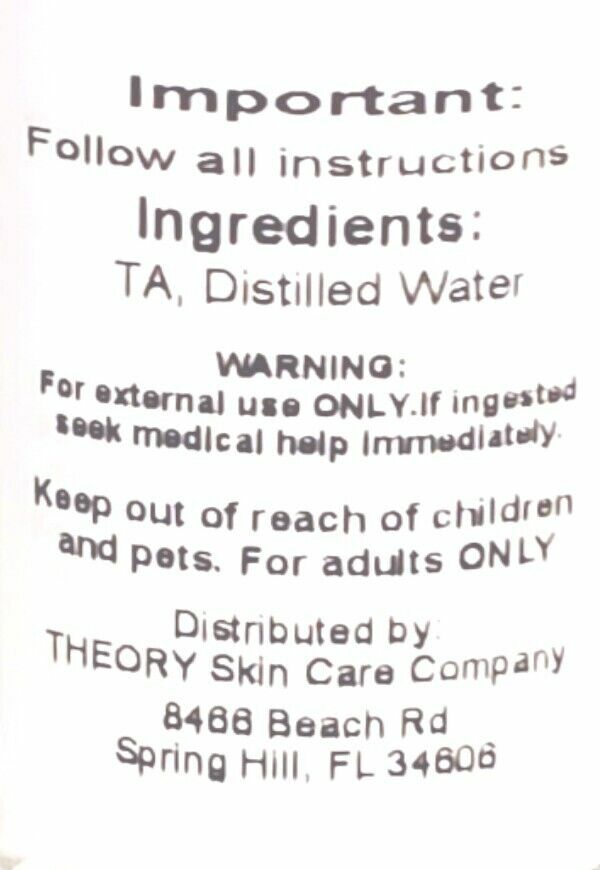 Important:
Follow all instructions
Ingredients:
TA, Distilled Water
WARNING:
For external use ONLY.If ingested
seek medical help immediately.
Keep out of reach of children
and pets. For adults ONLY
Distributed by:
THEORY Skin Care Company
8466 Beach Rd
Spring Hill, FL 34606